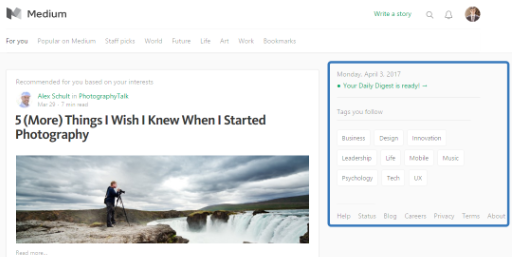 Medium
Write a story
For you Popular on Medium Staff picks World Future Life Art Work Bookmarks
Recommended for you based on your interests
Alex Schult in PhotographyTalk
Mar 28 · 7 min read
5 (More) Things I Wish I Knew When I Started
Photography
Read more...
Monday, April 3, 2017
• Your Daily Digest is ready! →
Tags you follow
Business Design Innovation
Leadership Life Mobile Music
Psychology Tech UX
Help Status Blog Careers Privacy Terms About